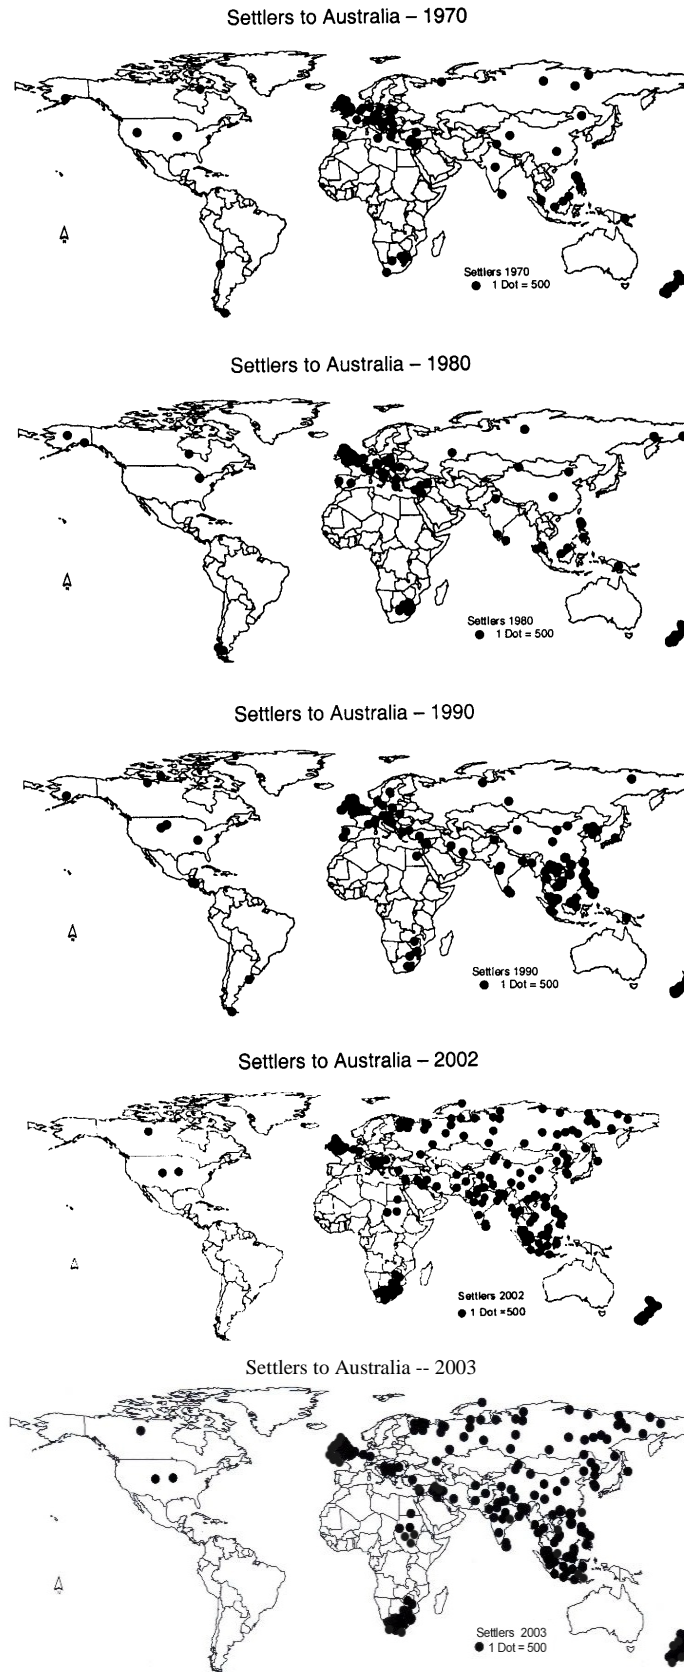 Settlers to Australia – 1970
Settlers 1970
1 Dot = 500
Settlers to Australia – 1980
Settlers 1980
1 Dot = 500
Settlers to Australia – 1990
Settlers 1990
1 Dot = 500
Settlers to Australia – 2002
Settlers 2002
1 Dot =500
Settlers to Australia -- 2003
Settlers 2003
1 Dot = 500